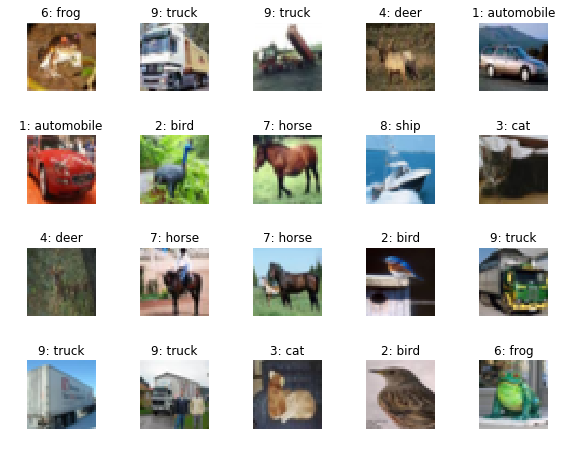 6: frog 9: truck 9: truck 4: deer 1: automobile
1: automobile 2: bird 7: horse 8: ship 3: cat
4: deer 7: horse 7: horse 2: bird 9: truck
9: truck 9: truck 3: cat 2: bird 6: frog